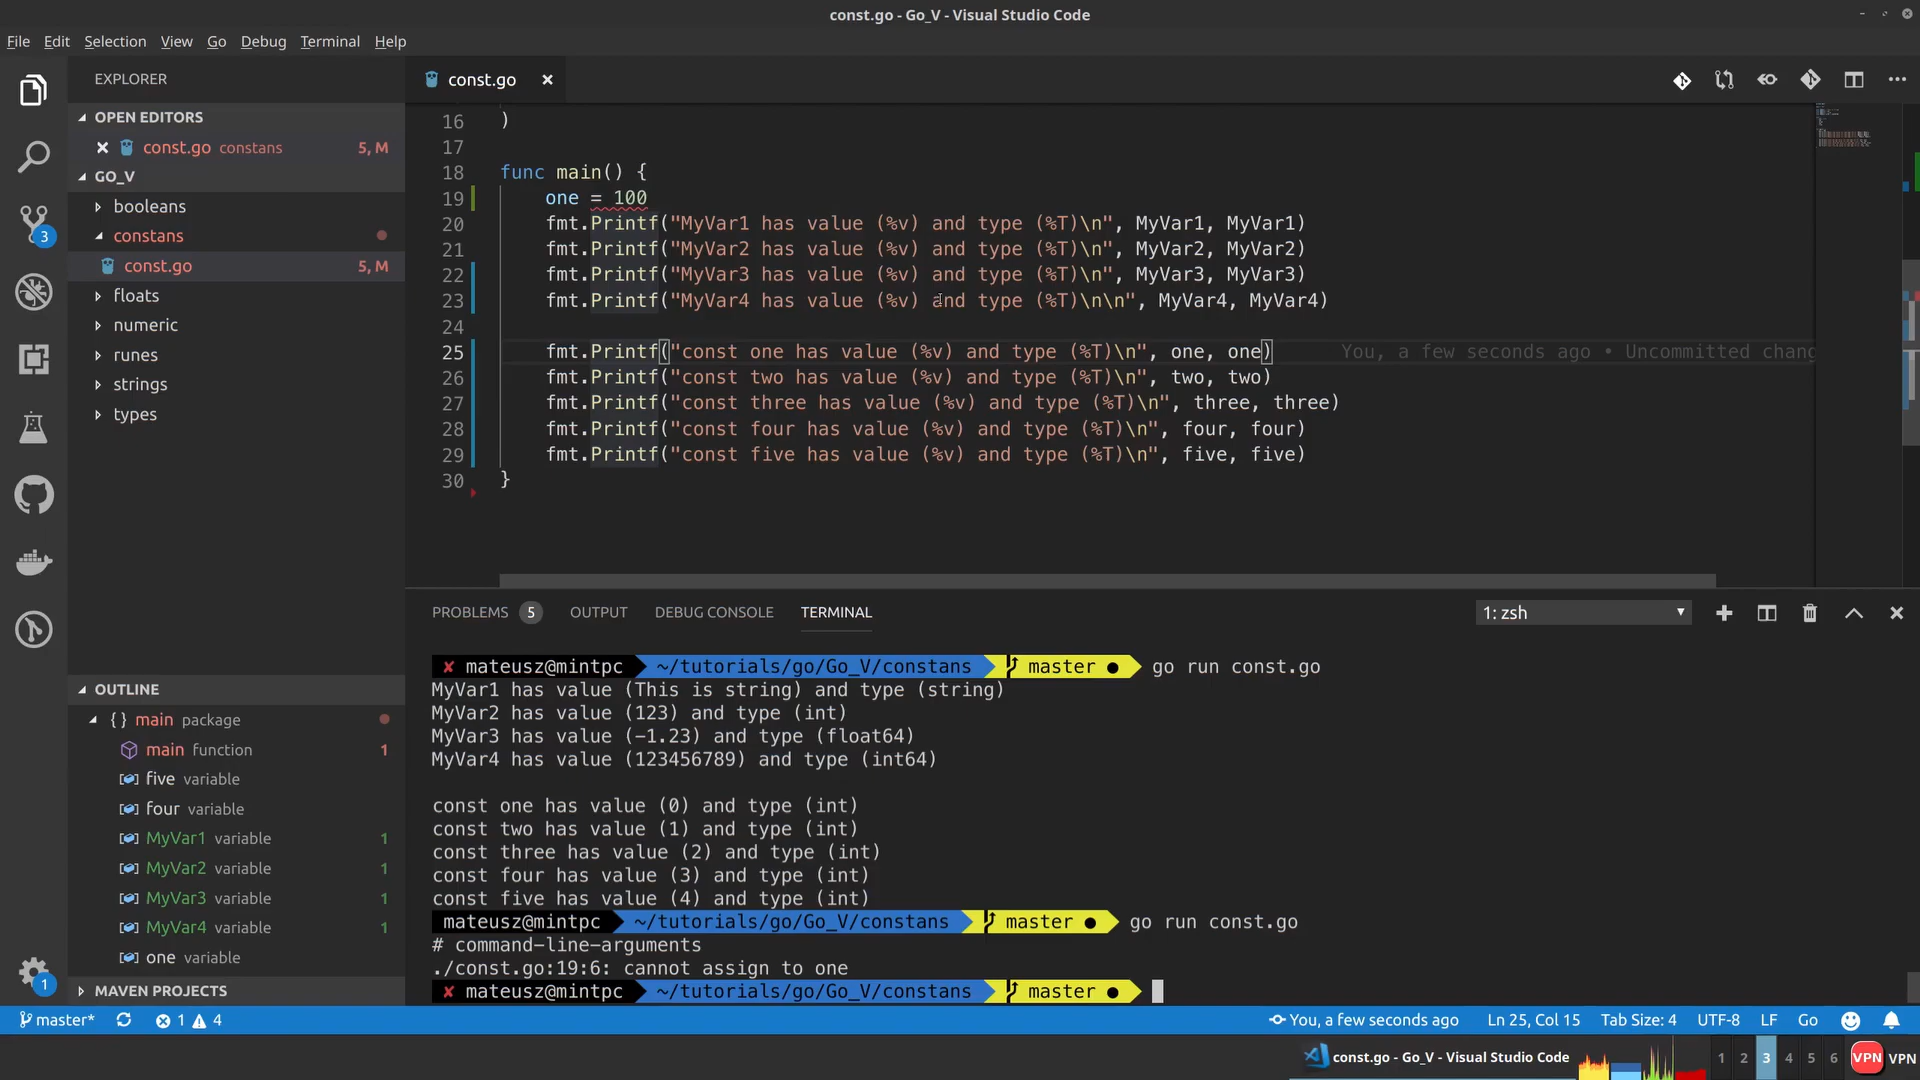 const.go - Go_V - Visual Studio Code
File Edit Selection View Go Debug Terminal Help
EXPLORER
OPEN EDITORS
const.go constans 5, M
GO_V
booleans
constans
const.go 5, M
floats
numeric
runes
strings
types
3
OUTLINE
{} main package
main function 1
five variable
four variable
MyVar1 variable 1
MyVar2 variable 1
MyVar3 variable 1
MyVar4 variable 1
one variable
MAVEN PROJECTS
1
const.go
16 )
17
18 func main() {
19 one = 100
20 fmt.Printf("MyVar1 has value (%v) and type (%T)\n", MyVar1, MyVar1)
21 fmt.Printf("MyVar2 has value (%v) and type (%T)\n", MyVar2, MyVar2)
22 fmt.Printf("MyVar3 has value (%v) and type (%T)\n", MyVar3, MyVar3)
23 fmt.Printf("MyVar4 has value (%v) and type (%T)\n\n", MyVar4, MyVar4)
24
25 fmt.Printf("const one has value (%v) and type (%T)\n", one, one) You, a few seconds ago • Uncommitted chang
26 fmt.Printf("const two has value (%v) and type (%T)\n", two, two)
27 fmt.Printf("const three has value (%v) and type (%T)\n", three, three)
28 fmt.Printf("const four has value (%v) and type (%T)\n", four, four)
29 fmt.Printf("const five has value (%v) and type (%T)\n", five, five)
30 }
PROBLEMS 5 OUTPUT DEBUG CONSOLE TERMINAL 1: zsh
✘ mateusz@mintpc ~/tutorials/go/Go_V/constans master ● go run const.go
MyVar1 has value (This is string) and type (string)
MyVar2 has value (123) and type (int)
MyVar3 has value (-1.23) and type (float64)
MyVar4 has value (123456789) and type (int64)
const one has value (0) and type (int)
const two has value (1) and type (int)
const three has value (2) and type (int)
const four has value (3) and type (int)
const five has value (4) and type (int)
mateusz@mintpc ~/tutorials/go/Go_V/constans master ● go run const.go
# command-line-arguments
./const.go:19:6: cannot assign to one
✘ mateusz@mintpc ~/tutorials/go/Go_V/constans master ●
master* 1 4 You, a few seconds ago Ln 25, Col 15 Tab Size: 4 UTF-8 LF Go
const.go - Go_V - Visual Studio Code 1 2 3 4 5 6 VPN VPN